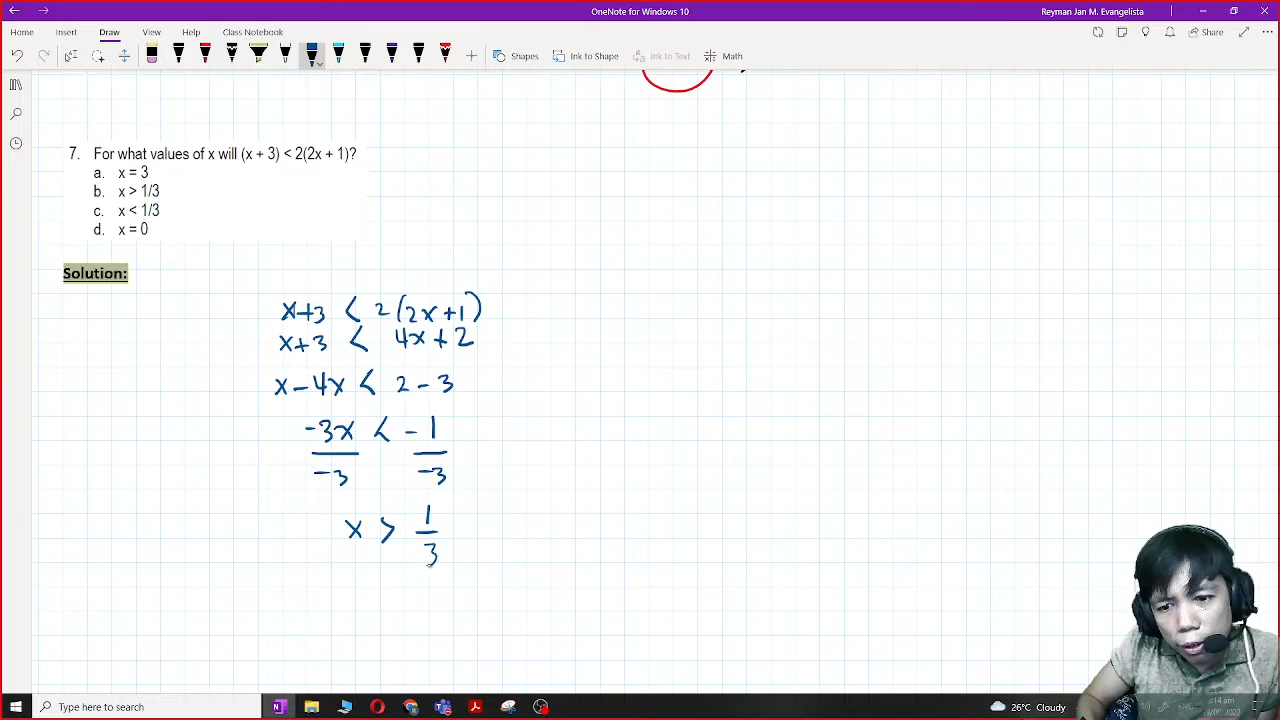 OneNote for Windows 10
Reyman Jan M. Evangelista
Home Insert Draw View Help Class Notebook
Share
Shapes Ink to Shape Ink to Text Math
7. For what values of x will (x + 3) < 2(2x + 1)?
a. x = 3
b. x > 1/3
c. x < 1/3
d. x = 0
Solution:
x+3 < 2(2x+1)
x+3 < 4x+2
x-4x < 2-3
-3x < -1
-3 -3
x > 1
3
Type here to search
26°C Cloudy